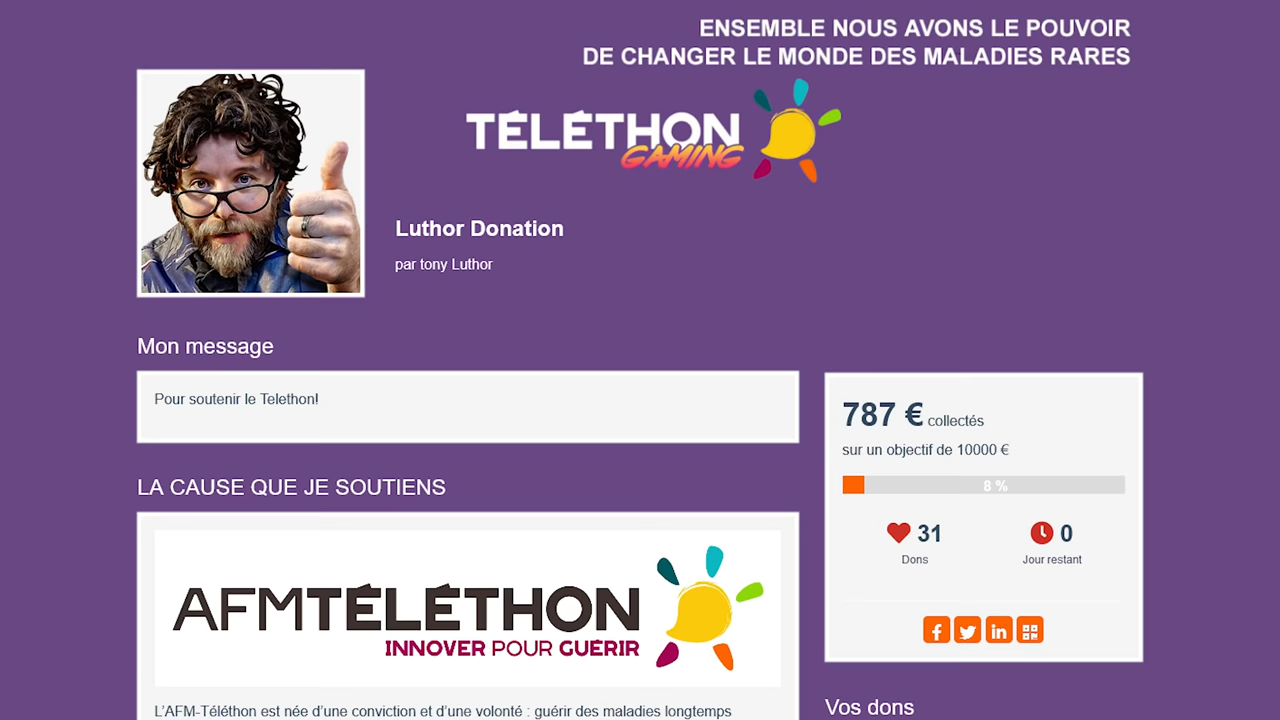 ENSEMBLE NOUS AVONS LE POUVOIR
DE CHANGER LE MONDE DES MALADIES RARES
TÉLÉTHON
GAMING
Luthor Donation
par tony Luthor
Mon message
Pour soutenir le Telethon!
787 € collectés
sur un objectif de 10000 €
8 %
31
Dons
0
Jour restant
LA CAUSE QUE JE SOUTIENS
AFMTÉLÉTHON
INNOVER POUR GUÉRIR
L'AFM-Téléthon est née d'une conviction et d'une volonté : guérir des maladies longtemps
Vos dons